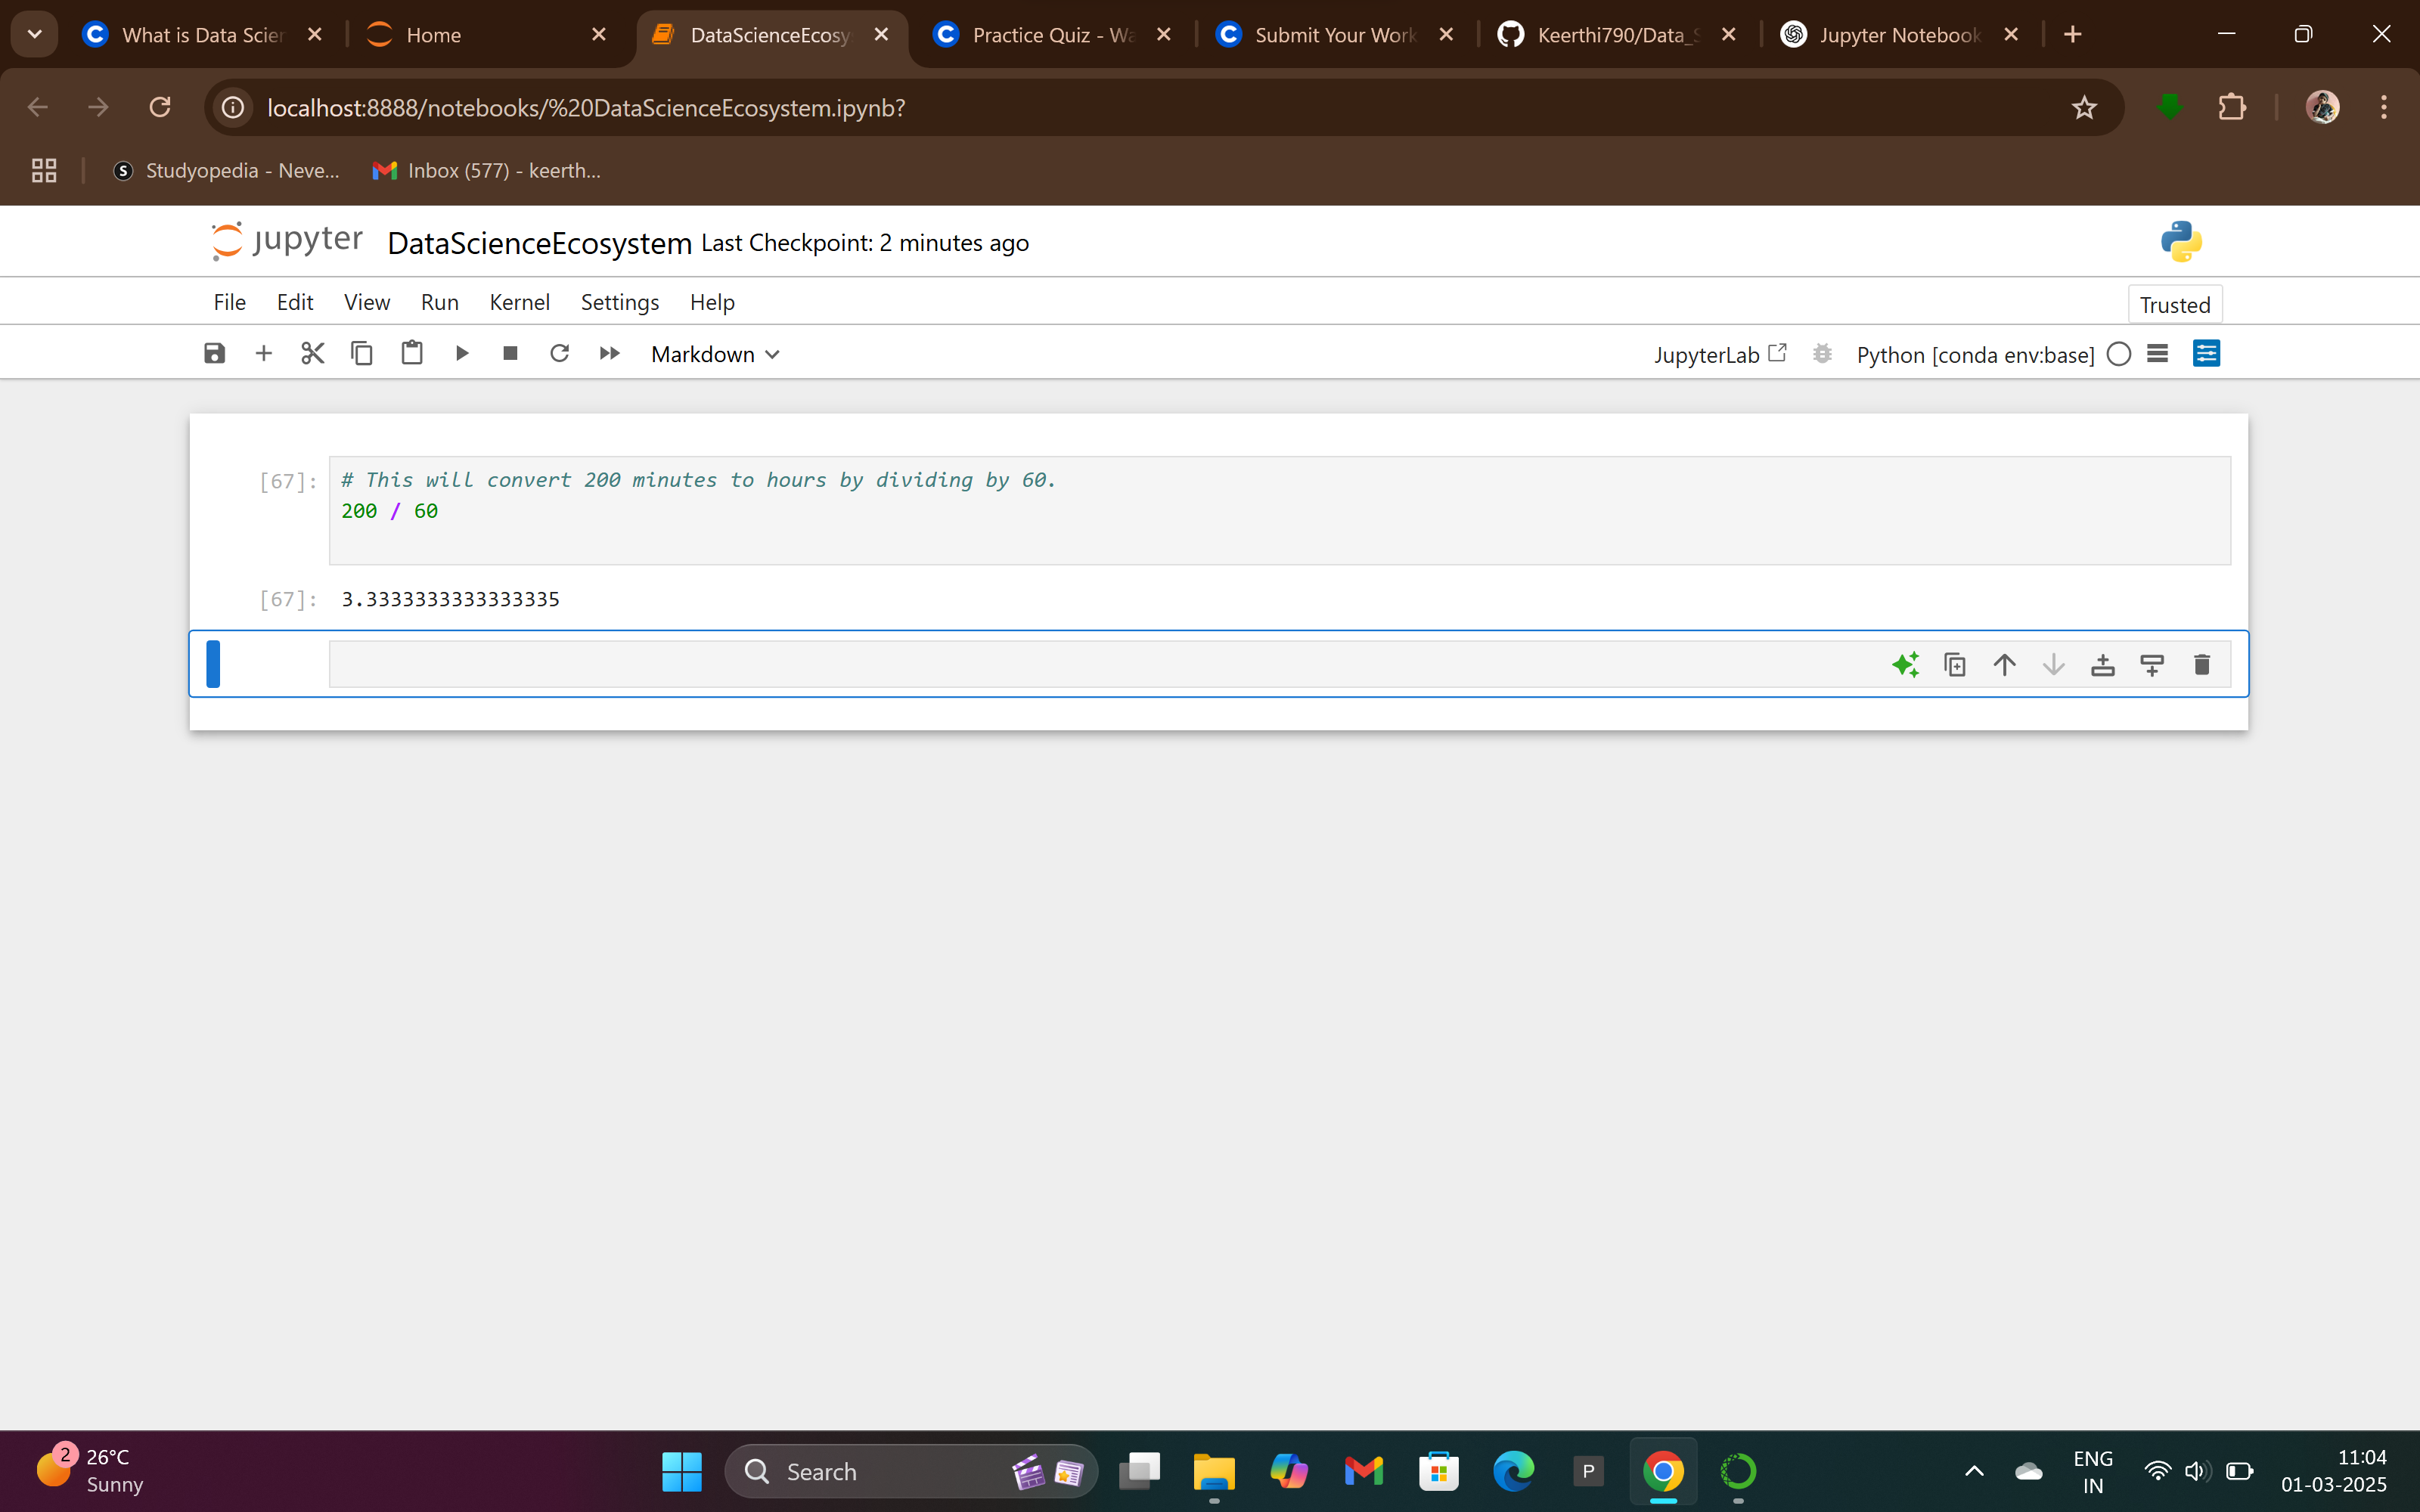 What is Data Scien
Home
DataScienceEcosy
Practice Quiz - Wa
Submit Your Work
Keerthi790/Data_S
Jupyter Notebook
localhost:8888/notebooks/%20DataScienceEcosystem.ipynb?
S
Studyopedia - Neve...
Inbox (577) - keerth...
jupyter
DataScienceEcosystem Last Checkpoint: 2 minutes ago
File Edit View Run Kernel Settings Help
Trusted
Markdown
JupyterLab
Python [conda env:base]
[67]:
# This will convert 200 minutes to hours by dividing by 60.
200 / 60
[67]:
3.3333333333333335
2
26°C
Sunny
Search
P
ENG
IN
11:04
01-03-2025